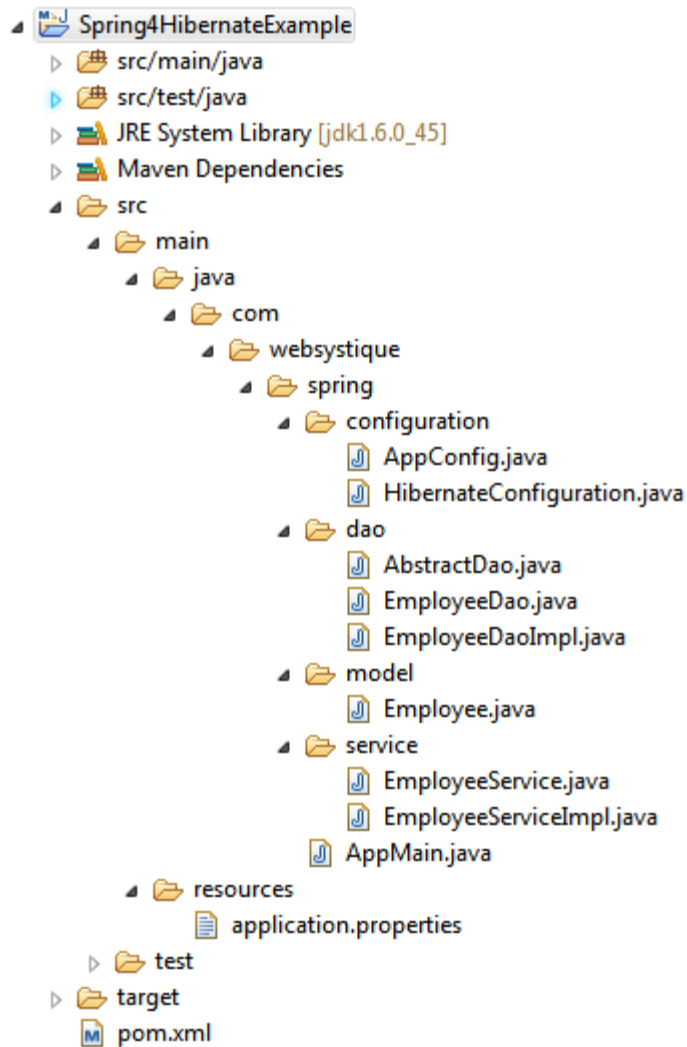 Spring4HibernateExample
src/main/java
src/test/java
JRE System Library [jdk1.6.0_45]
Maven Dependencies
src
main
java
com
websystique
spring
configuration
AppConfig.java
HibernateConfiguration.java
dao
AbstractDao.java
EmployeeDao.java
EmployeeDaoImpl.java
model
Employee.java
service
EmployeeService.java
EmployeeServiceImpl.java
AppMain.java
resources
application.properties
test
target
pom.xml